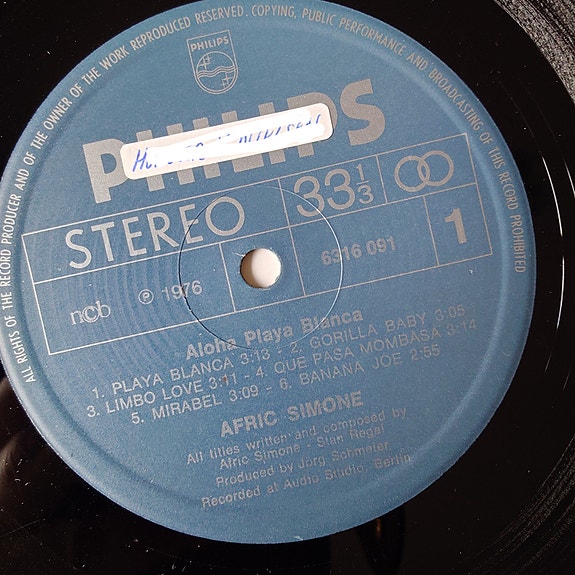 ALL RIGHTS OF THE RECORD PRODUCER AND OF THE OWNER OF THE WORK REPRODUCED RESERVED. COPYING, PUBLIC PERFORMANCE AND BROADCASTING OF THIS RECORD PROHIBITED
PHILIPS
PHILIPS
STEREO 33 1/3 1
ncb ℗ 1976 6316 091
Aloha Playa Blanca
1. PLAYA BLANCA 3:13 - 2. GORILLA BABY 3:05
3. LIMBO LOVE 3:11 - 4. QUE PASA MOMBASA 3:14
5. MIRABEL 3:09 - 6. BANANA JOE 2:55
AFRIC SIMONE
All titles written and composed by
Afric Simone - Stan Regal
Produced by Jörg Schmeier
Recorded at Audio Studio, Berlin